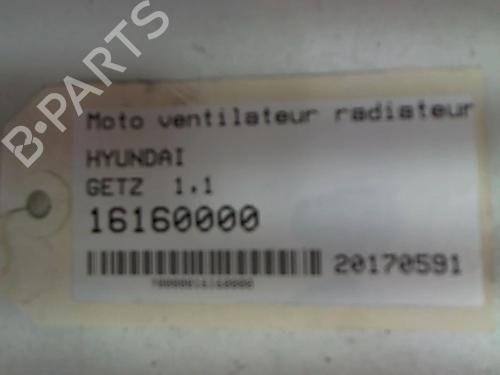 B-PARTS
Moto ventilateur radiateur
HYUNDAI
GETZ 1.1
16160000
20170591